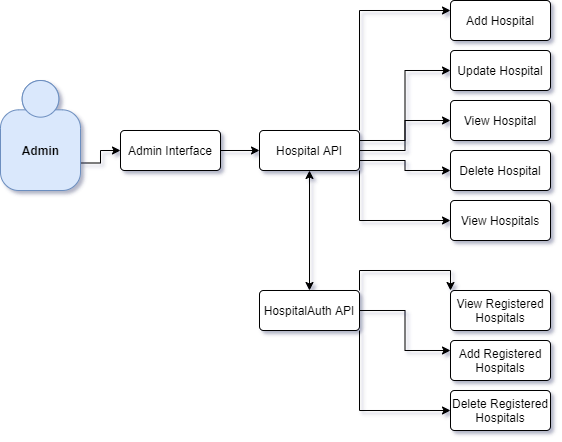 Add Hospital
Update Hospital
View Hospital
Admin
Admin Interface
Hospital API
Delete Hospital
View Hospitals
HospitalAuth API
View Registered
Hospitals
Add Registered
Hospitals
Delete Registered
Hospitals